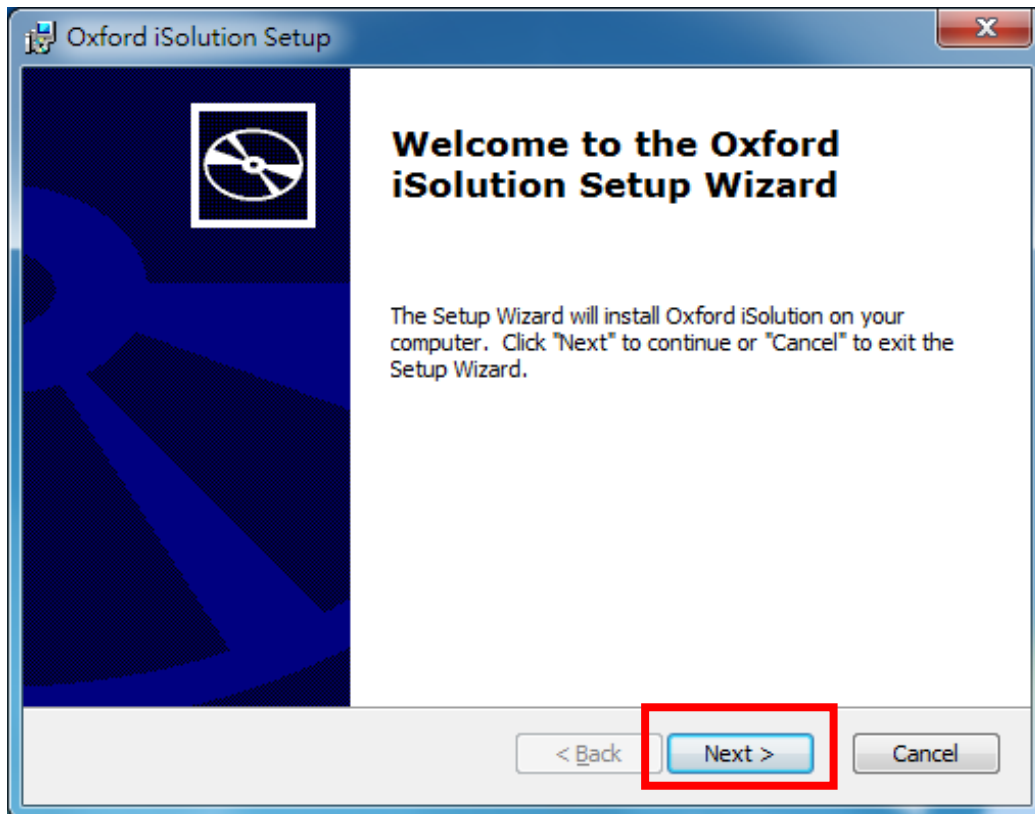 Oxford iSolution Setup
Welcome to the Oxford
iSolution Setup Wizard
The Setup Wizard will install Oxford iSolution on your
computer.  Click "Next" to continue or "Cancel" to exit the
Setup Wizard.
< Back Next > Cancel